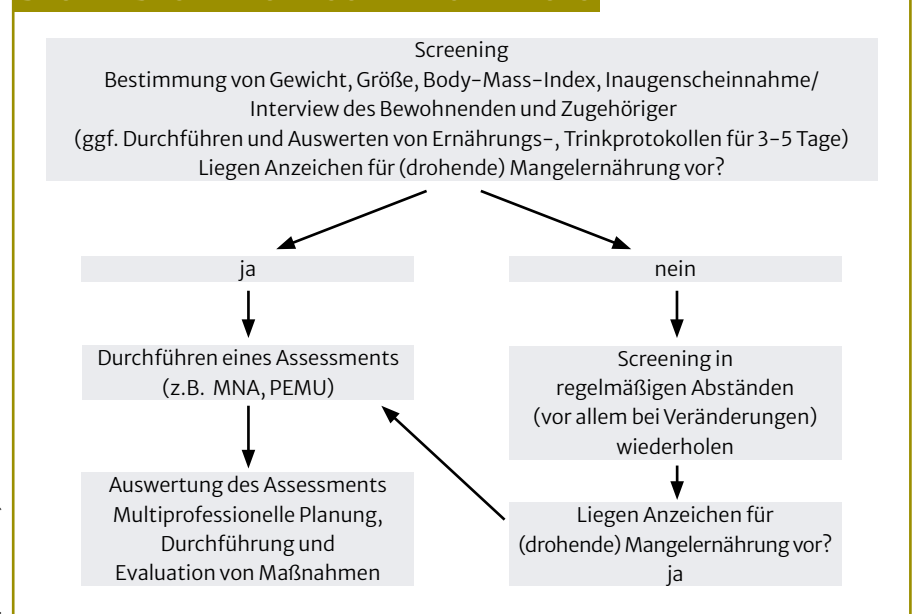 Screening
Bestimmung von Gewicht, Größe, Body-Mass-Index, Inaugenscheinnahme/
Interview des Bewohnenden und Zugehöriger
(ggf. Durchführen und Auswerten von Ernährungs-, Trinkprotokollen für 3-5 Tage)
Liegen Anzeichen für (drohende) Mangelernährung vor?
ja
nein
Durchführen eines Assessments
(z.B. MNA, PEMU)
Screening in
regelmäßigen Abständen
(vor allem bei Veränderungen)
wiederholen
Auswertung des Assessments
Multiprofessionelle Planung,
Durchführung und
Evaluation von Maßnahmen
Liegen Anzeichen für
(drohende) Mangelernährung vor?
ja